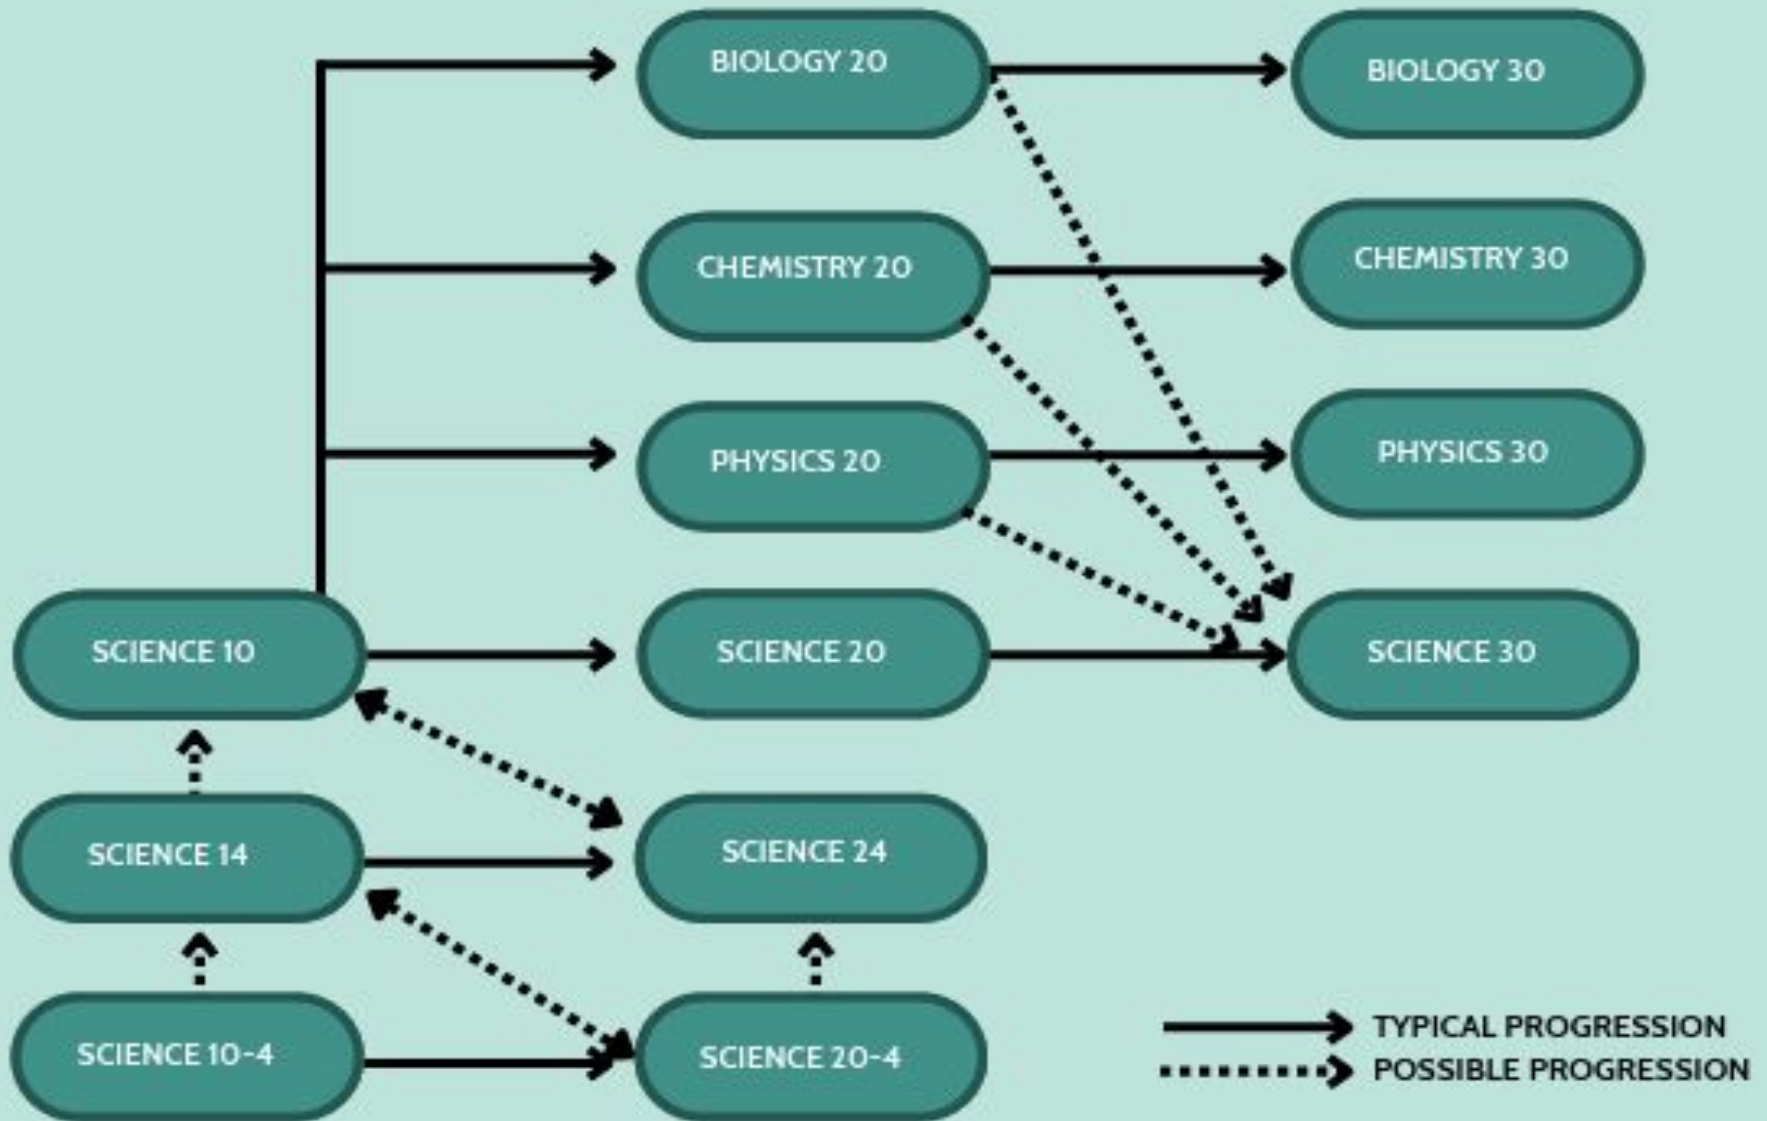 BIOLOGY 20
BIOLOGY 30
CHEMISTRY 20
CHEMISTRY 30
PHYSICS 20
PHYSICS 30
SCIENCE 10
SCIENCE 20
SCIENCE 30
SCIENCE 14
SCIENCE 24
SCIENCE 10-4
SCIENCE 20-4
TYPICAL PROGRESSION
POSSIBLE PROGRESSION